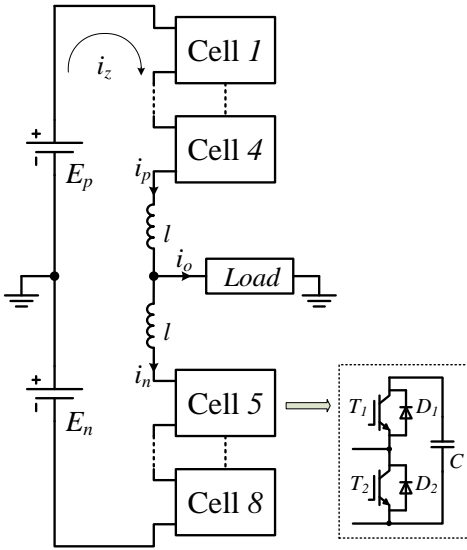 Cell 1
i_z
Cell 4
+
-
E_p
i_p
l
i_o
Load
l
i_n
+
-
E_n
Cell 5
T_1
D_1
C
T_2
D_2
Cell 8